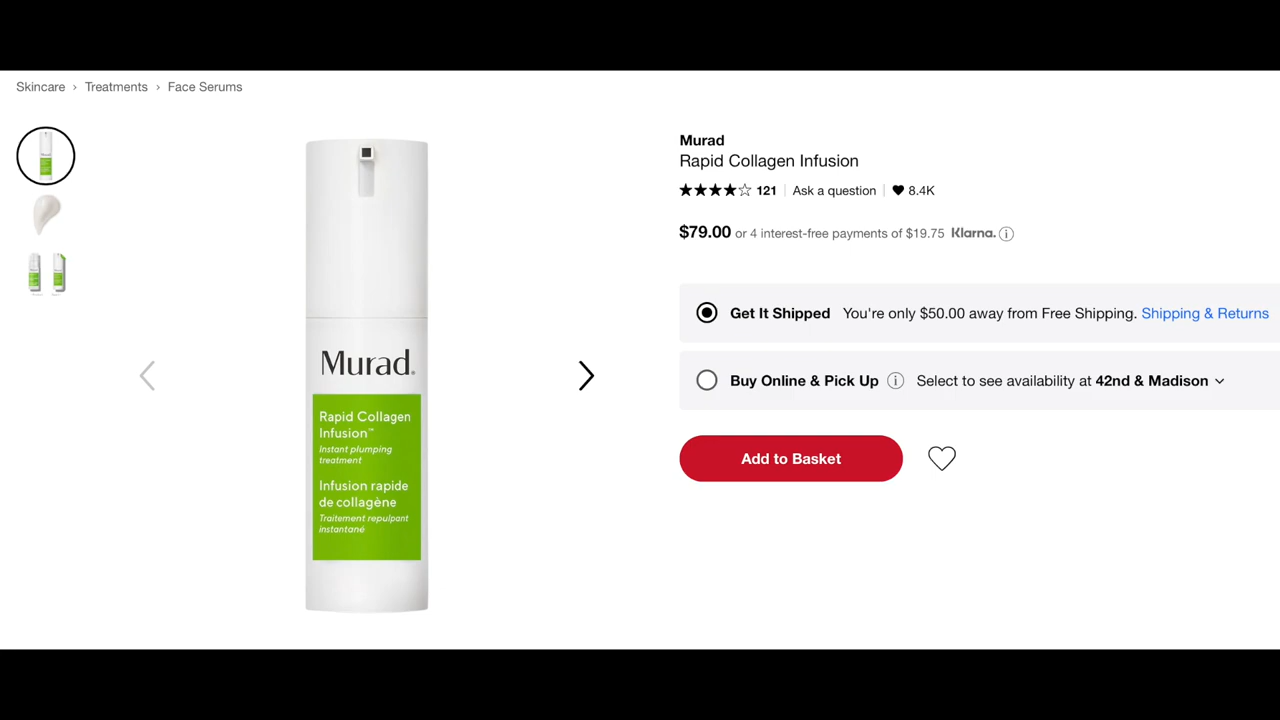 Skincare › Treatments › Face Serums
Murad
Rapid Collagen Infusion
121 Ask a question 8.4K
$79.00 or 4 interest-free payments of $19.75 Klarna.
Get It Shipped You're only $50.00 away from Free Shipping. Shipping & Returns
Buy Online & Pick Up Select to see availability at 42nd & Madison
Add to Basket
Murad.
Rapid Collagen
Infusion™
Instant plumping
treatment
Infusion rapide
de collagène
Traitement repulpant
instantané